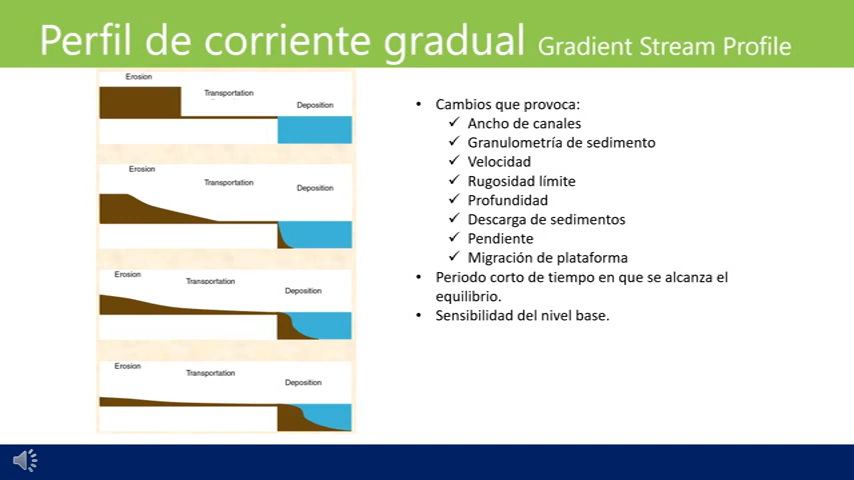 Perfil de corriente gradual Gradient Stream Profile
Erosion
Transportation
Deposition
Erosion
Transportation
Deposition
Erosion
Transportation
Deposition
Erosion
Transportation
Deposition
• Cambios que provoca:
✓ Ancho de canales
✓ Granulometría de sedimento
✓ Velocidad
✓ Rugosidad límite
✓ Profundidad
✓ Descarga de sedimentos
✓ Pendiente
✓ Migración de plataforma
• Periodo corto de tiempo en que se alcanza el
equilibrio.
• Sensibilidad del nivel base.